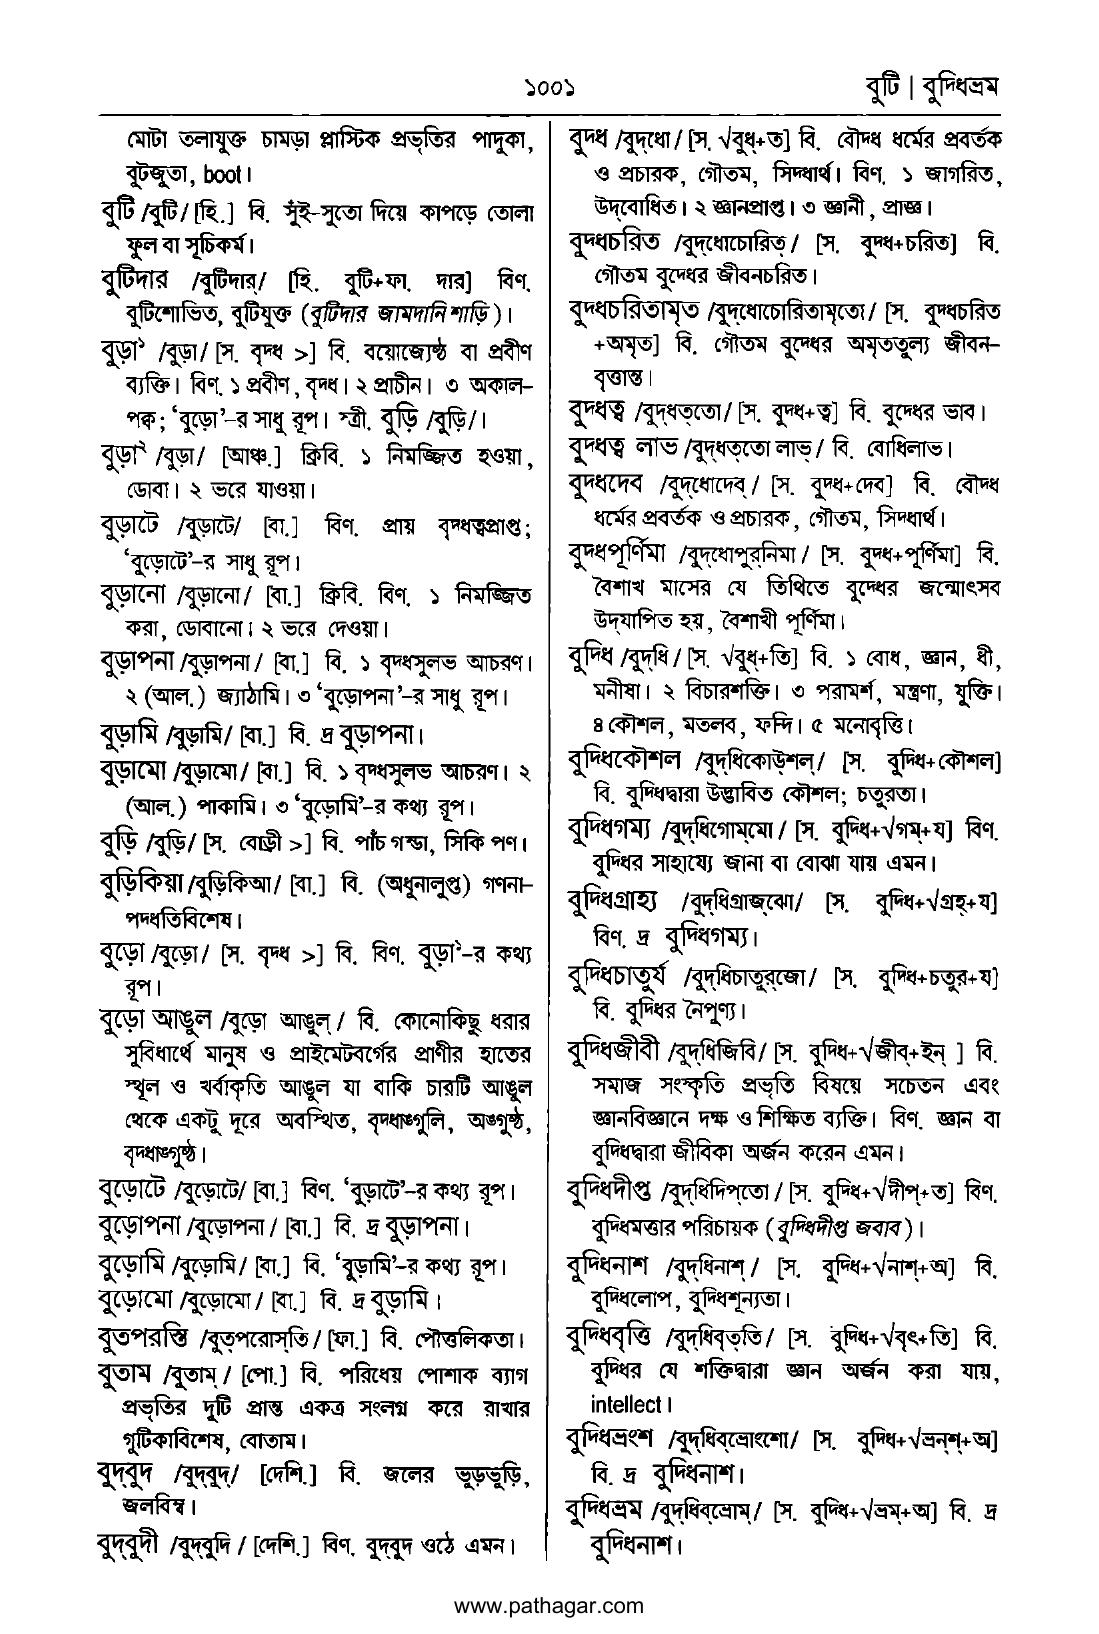 ১০০১
বুটি | বুদ্ধিভ্রম
মোটা তলাযুক্ত চামড়া প্লাস্টিক প্রভৃতির পাদুকা,
বুটজুতা, boot।
বুটি /বুটি/ [হি.] বি. সুঁই-সুতো দিয়ে কাপড়ে তোলা
ফুল বা সূচিকর্ম।
বুটিদার /বুটিদার্/ [হি. বুটি+ফা. দার] বিণ.
বুটিশোভিত, বুটিযুক্ত (বুটিদার জামদানি শাড়ি)।
বুড়া১ /বুড়া/ [স. বৃদ্ধ >] বি. বয়োজ্যেষ্ঠ বা প্রবীণ
ব্যক্তি। বিণ. ১ প্রবীণ, বৃদ্ধ। ২ প্রাচীন। ৩ অকাল-
পক্ব; ‘বুড়ো’-র সাধু রূপ। স্ত্রী. বুড়ি /বুড়ি/।
বুড়া২ /বুড়া/ [আঞ্চ.] ক্রিবি. ১ নিমজ্জিত হওয়া,
ডোবা। ২ ভরে যাওয়া।
বুড়াটে /বুড়াটে/ [বা.] বিণ. প্রায় বৃদ্ধত্বপ্রাপ্ত;
‘বুড়োটে’-র সাধু রূপ।
বুড়ানো /বুড়ানো/ [বা.] ক্রিবি. বিণ. ১ নিমজ্জিত
করা, ডোবানো। ২ ভরে দেওয়া।
বুড়াপনা /বুড়াপনা/ [বা.] বি. ১ বৃদ্ধসুলভ আচরণ।
২ (আল.) জ্যাঠামি। ৩ ‘বুড়োপনা’-র সাধু রূপ।
বুড়ামি /বুড়ামি/ [বা.] বি. দ্র বুড়াপনা।
বুড়ামো /বুড়ামো/ [বা.] বি. ১ বৃদ্ধসুলভ আচরণ। ২
(আল.) পাকামি। ৩ ‘বুড়োমি’-র কথ্য রূপ।
বুড়ি /বুড়ি/ [স. বোড্রী >] বি. পাঁচ গন্ডা, সিকি পণ।
বুড়িকিয়া /বুড়িকিআ/ [বা.] বি. (অধুনালুপ্ত) গণনা-
পদ্ধতিবিশেষ।
বুড়ো /বুড়ো/ [স. বৃদ্ধ >] বি. বিণ. বুড়া১-র কথ্য
রূপ।
বুড়ো আঙুল /বুড়ো আঙুল্/ বি. কোনোকিছু ধরার
সুবিধার্থে মানুষ ও প্রাইমেটবর্গের প্রাণীর হাতের
স্থূল ও খর্বাকৃতি আঙুল যা বাকি চারটি আঙুল
থেকে একটু দূরে অবস্থিত, বৃদ্ধাঙ্গুলি, অঙ্গুষ্ঠ,
বৃদ্ধাঙ্গুষ্ঠ।
বুড়োটে /বুড়োটে/ [বা.] বিণ. ‘বুড়াটে’-র কথ্য রূপ।
বুড়োপনা /বুড়োপনা/ [বা.] বি. দ্র বুড়াপনা।
বুড়োমি /বুড়োমি/ [বা.] বি. ‘বুড়ামি’-র কথ্য রূপ।
বুড়োমো /বুড়োমো/ [বা.] বি. দ্র বুড়ামি।
বুতপরস্তি /বুত্পরোস্তি/ [ফা.] বি. পৌত্তলিকতা।
বুতাম /বুতাম্/ [পো.] বি. পরিধেয় পোশাক ব্যাগ
প্রভৃতির দুটি প্রান্ত একত্র সংলগ্ন করে রাখার
গুটিকাবিশেষ, বোতাম।
বুদ্‌বুদ /বুদ্‌বুদ্/ [দেশি.] বি. জলের ভুড়ভুড়ি,
জলবিম্ব।
বুদ্‌বুদী /বুদ্‌বুদি/ [দেশি.] বিণ. বুদ্‌বুদ ওঠে এমন।
বুদ্ধ /বুদ্‌ধো/ [স. √বুধ্+ত] বি. বৌদ্ধ ধর্মের প্রবর্তক
ও প্রচারক, গৌতম, সিদ্ধার্থ। বিণ. ১ জাগরিত,
উদ্‌বোধিত। ২ জ্ঞানপ্রাপ্ত। ৩ জ্ঞানী, প্রাজ্ঞ।
বুদ্ধচরিত /বুদ্‌ধোচোরিত্/ [স. বুদ্ধ+চরিত] বি.
গৌতম বুদ্ধের জীবনচরিত।
বুদ্ধচরিতামৃত /বুদ্‌ধোচোরিতামৃতো/ [স. বুদ্ধচরিত
+অমৃত] বি. গৌতম বুদ্ধের অমৃততুল্য জীবন-
বৃত্তান্ত।
বুদ্ধত্ব /বুদ্‌ধত্‌তো/ [স. বুদ্ধ+ত্ব] বি. বুদ্ধের ভাব।
বুদ্ধত্ব লাভ /বুদ্‌ধত্‌তো লাভ্/ বি. বোধিলাভ।
বুদ্ধদেব /বুদ্‌ধোদেব্/ [স. বুদ্ধ+দেব] বি. বৌদ্ধ
ধর্মের প্রবর্তক ও প্রচারক, গৌতম, সিদ্ধার্থ।
বুদ্ধপূর্ণিমা /বুদ্‌ধোপুর্‌নিমা/ [স. বুদ্ধ+পূর্ণিমা] বি.
বৈশাখ মাসের যে তিথিতে বুদ্ধের জন্মোৎসব
উদ্‌যাপিত হয়, বৈশাখী পূর্ণিমা।
বুদ্ধি /বুদ্‌ধি/ [স. √বুধ্+তি] বি. ১ বোধ, জ্ঞান, ধী,
মনীষা। ২ বিচারশক্তি। ৩ পরামর্শ, মন্ত্রণা, যুক্তি।
৪ কৌশল, মতলব, ফন্দি। ৫ মনোবৃত্তি।
বুদ্ধিকৌশল /বুদ্‌ধিকোউশল্/ [স. বুদ্ধি+কৌশল]
বি. বুদ্ধিদ্বারা উদ্ভাবিত কৌশল; চতুরতা।
বুদ্ধিগম্য /বুদ্‌ধিগোম্‌মো/ [স. বুদ্ধি+√গম্+য] বিণ.
বুদ্ধির সাহায্যে জানা বা বোঝা যায় এমন।
বুদ্ধিগ্রাহ্য /বুদ্‌ধিগ্রাজ্‌ঝো/ [স. বুদ্ধি+√গ্রহ্+য]
বিণ. দ্র বুদ্ধিগম্য।
বুদ্ধিচাতুর্য /বুদ্‌ধিচাতুর্‌জো/ [স. বুদ্ধি+চতুর+য]
বি. বুদ্ধির নৈপুণ্য।
বুদ্ধিজীবী /বুদ্‌ধিজিবি/ [স. বুদ্ধি+√জীব্+ইন্ ] বি.
সমাজ সংস্কৃতি প্রভৃতি বিষয়ে সচেতন এবং
জ্ঞানবিজ্ঞানে দক্ষ ও শিক্ষিত ব্যক্তি। বিণ. জ্ঞান বা
বুদ্ধিদ্বারা জীবিকা অর্জন করেন এমন।
বুদ্ধিদীপ্ত /বুদ্‌ধিদিপ্‌তো/ [স. বুদ্ধি+√দীপ্+ত] বিণ.
বুদ্ধিমত্তার পরিচায়ক (বুদ্ধিদীপ্ত জবাব)।
বুদ্ধিনাশ /বুদ্‌ধিনাশ্/ [স. বুদ্ধি+√নাশ্+অ] বি.
বুদ্ধিলোপ, বুদ্ধিশূন্যতা।
বুদ্ধিবৃত্তি /বুদ্‌ধিবৃত্‌তি/ [স. বুদ্ধি+√বৃৎ+তি] বি.
বুদ্ধির যে শক্তিদ্বারা জ্ঞান অর্জন করা যায়,
intellect।
বুদ্ধিভ্রংশ /বুদ্‌ধিব্‌ভ্রোংশো/ [স. বুদ্ধি+√ভ্রন্‌শ্+অ]
বি. দ্র বুদ্ধিনাশ।
বুদ্ধিভ্রম /বুদ্‌ধিব্‌ভ্রোম্/ [স. বুদ্ধি+√ভ্রম্+অ] বি. দ্র
বুদ্ধিনাশ।
www.pathagar.com